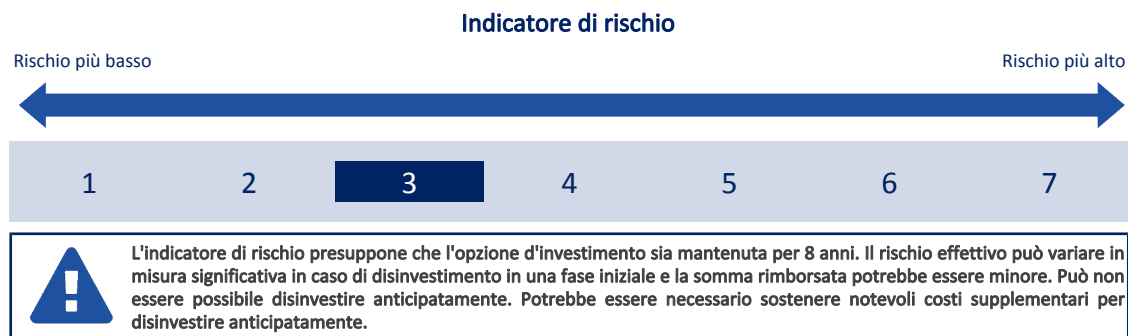 Indicatore di rischio
Rischio più basso
Rischio più alto
1 2 3 4 5 6 7
L'indicatore di rischio presuppone che l'opzione d'investimento sia mantenuta per 8 anni. Il rischio effettivo può variare in
misura significativa in caso di disinvestimento in una fase iniziale e la somma rimborsata potrebbe essere minore. Può non
essere possibile disinvestire anticipatamente. Potrebbe essere necessario sostenere notevoli costi supplementari per
disinvestire anticipatamente.